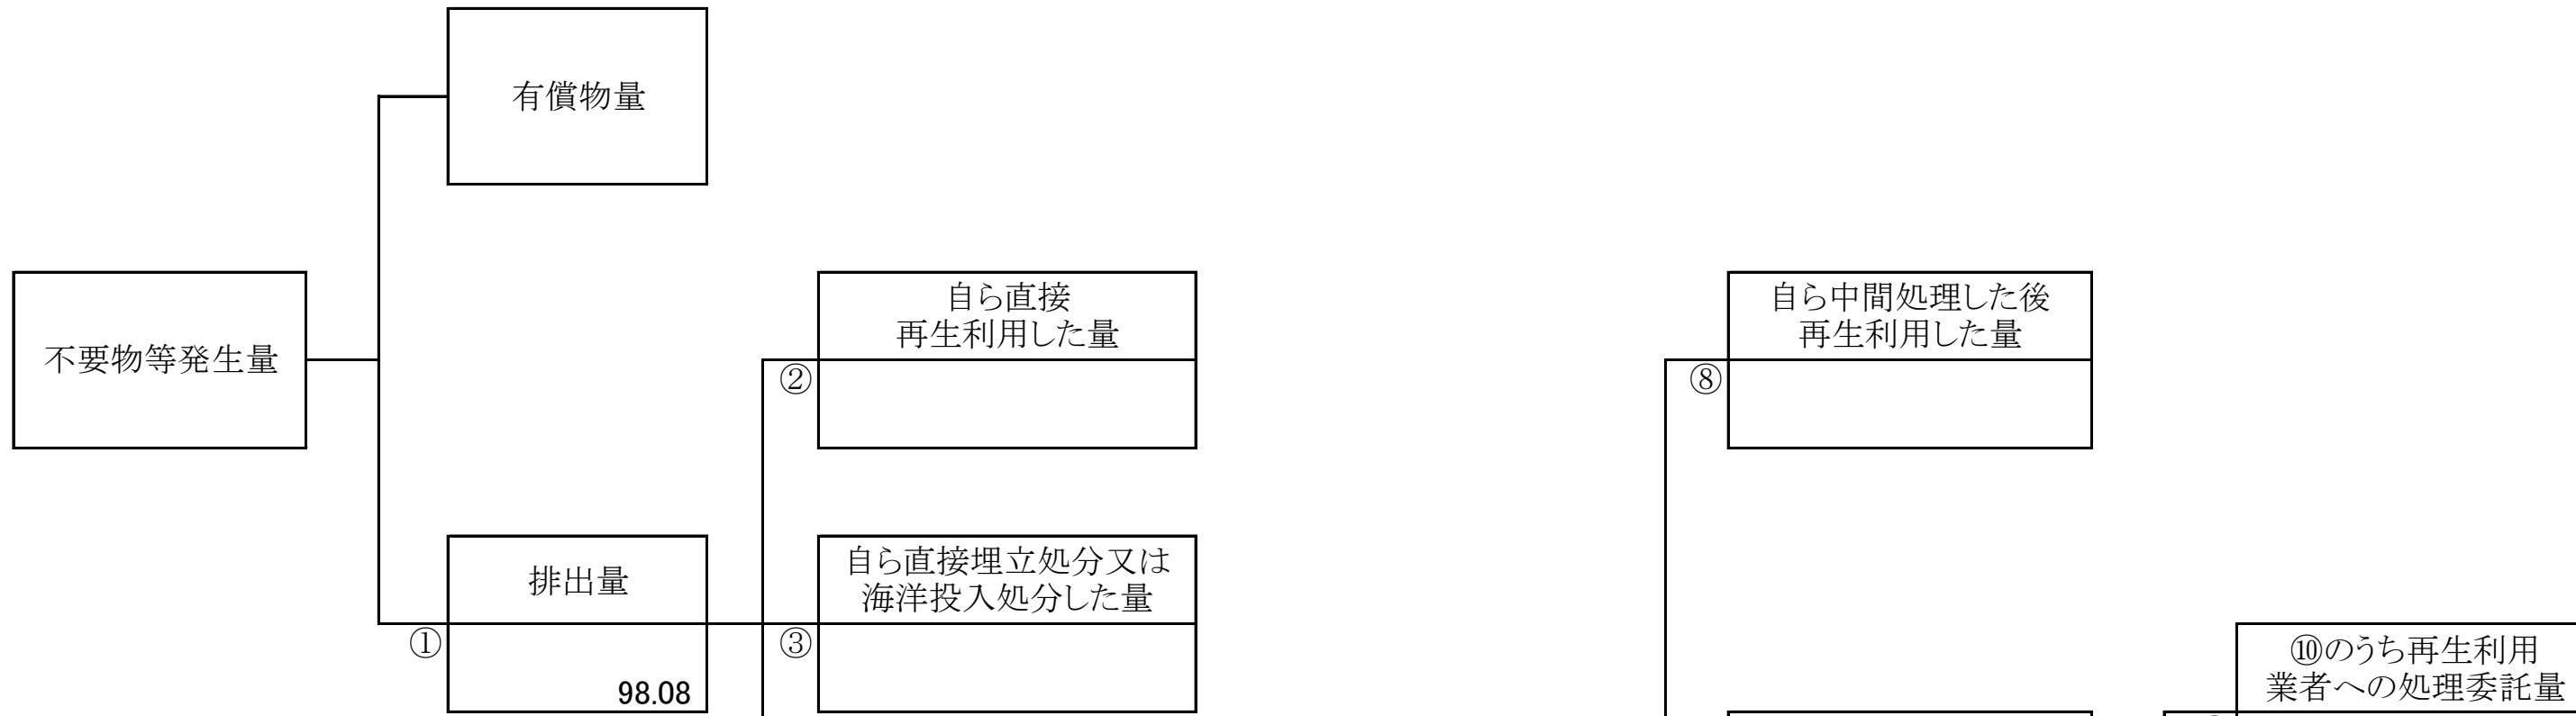 有償物量
不要物等発生量
自ら直接
再生利用した量
②
自ら中間処理した後
再生利用した量
⑧
排出量
①
98.08
自ら直接埋立処分又は
海洋投入処分した量
③
⑩のうち再生利用
業者への処理委託量